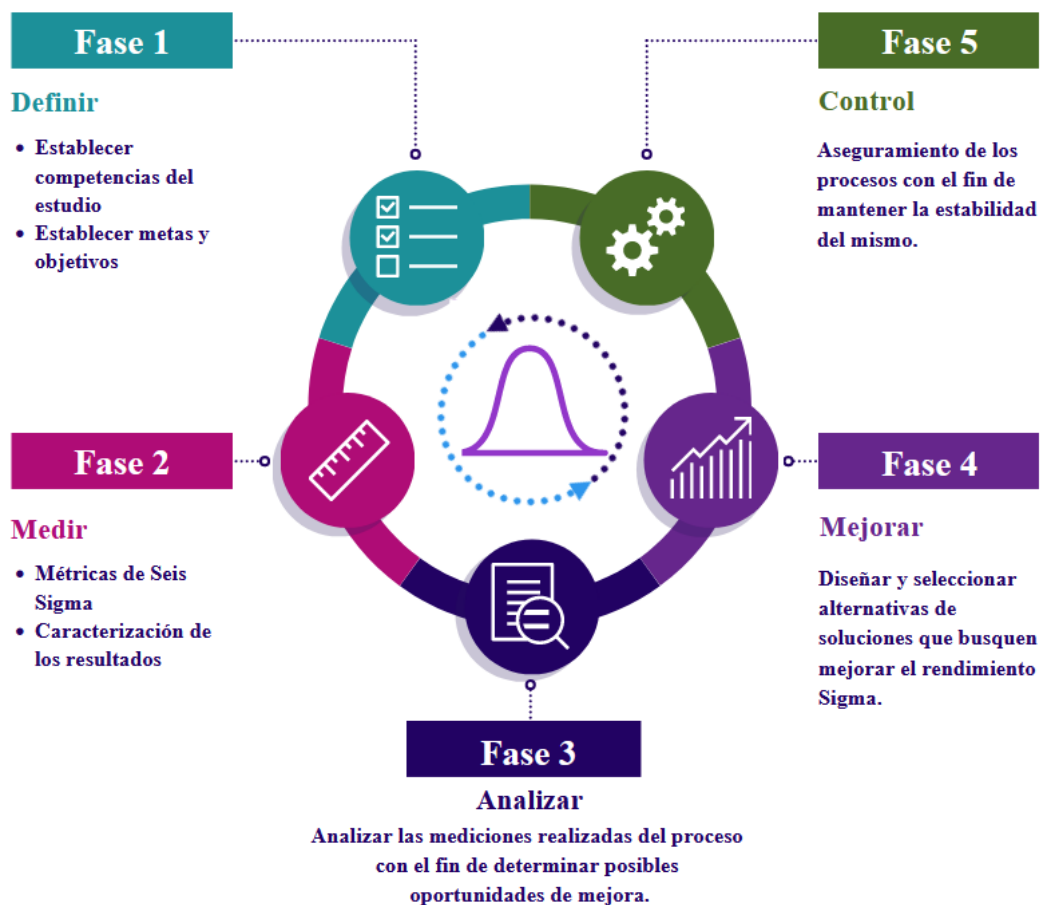 Fase 1
Definir
• Establecer
competencias del
estudio
• Establecer metas y
objetivos
Fase 2
Medir
• Métricas de Seis
Sigma
• Caracterización de
los resultados
Fase 3
Analizar
Analizar las mediciones realizadas del proceso
con el fin de determinar posibles
oportunidades de mejora.
Fase 4
Mejorar
Diseñar y seleccionar
alternativas de
soluciones que busquen
mejorar el rendimiento
Sigma.
Fase 5
Control
Aseguramiento de los
procesos con el fin de
mantener la estabilidad
del mismo.